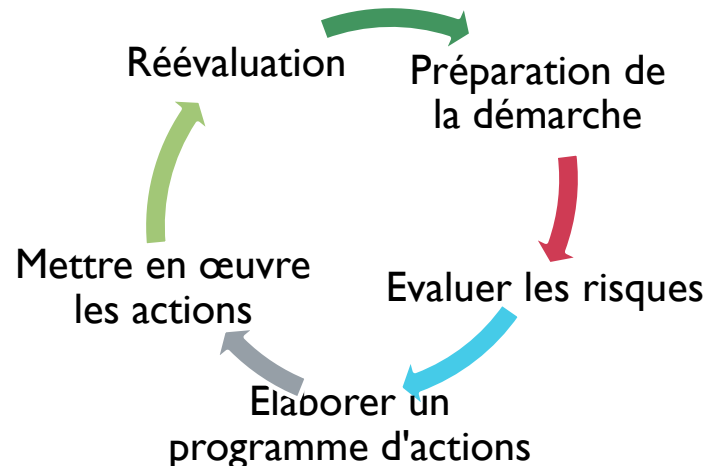 Réévaluation
Préparation de
la démarche
Evaluer les risques
Elaborer un
programme d'actions
Mettre en œuvre
les actions